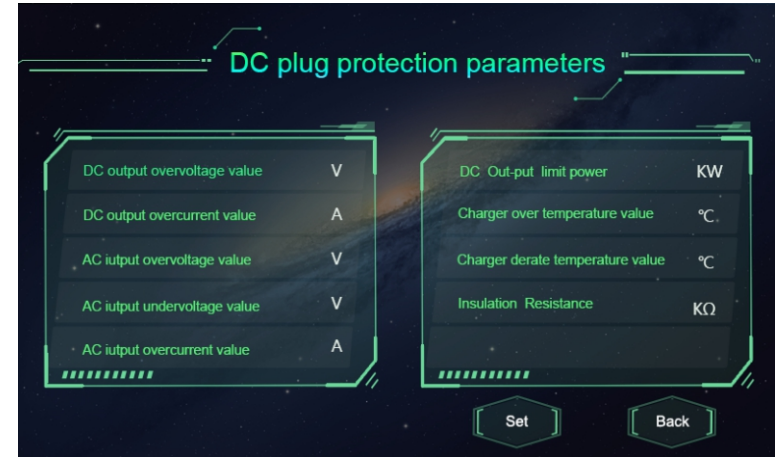 DC plug protection parameters
DC output overvoltage value V
DC output overcurrent value A
AC iutput overvoltage value V
AC iutput undervoltage value V
AC iutput overcurrent value A
DC Out-put limit power KW
Charger over temperature value ℃
Charger derate temperature value ℃
Insulation Resistance KΩ
Set
Back